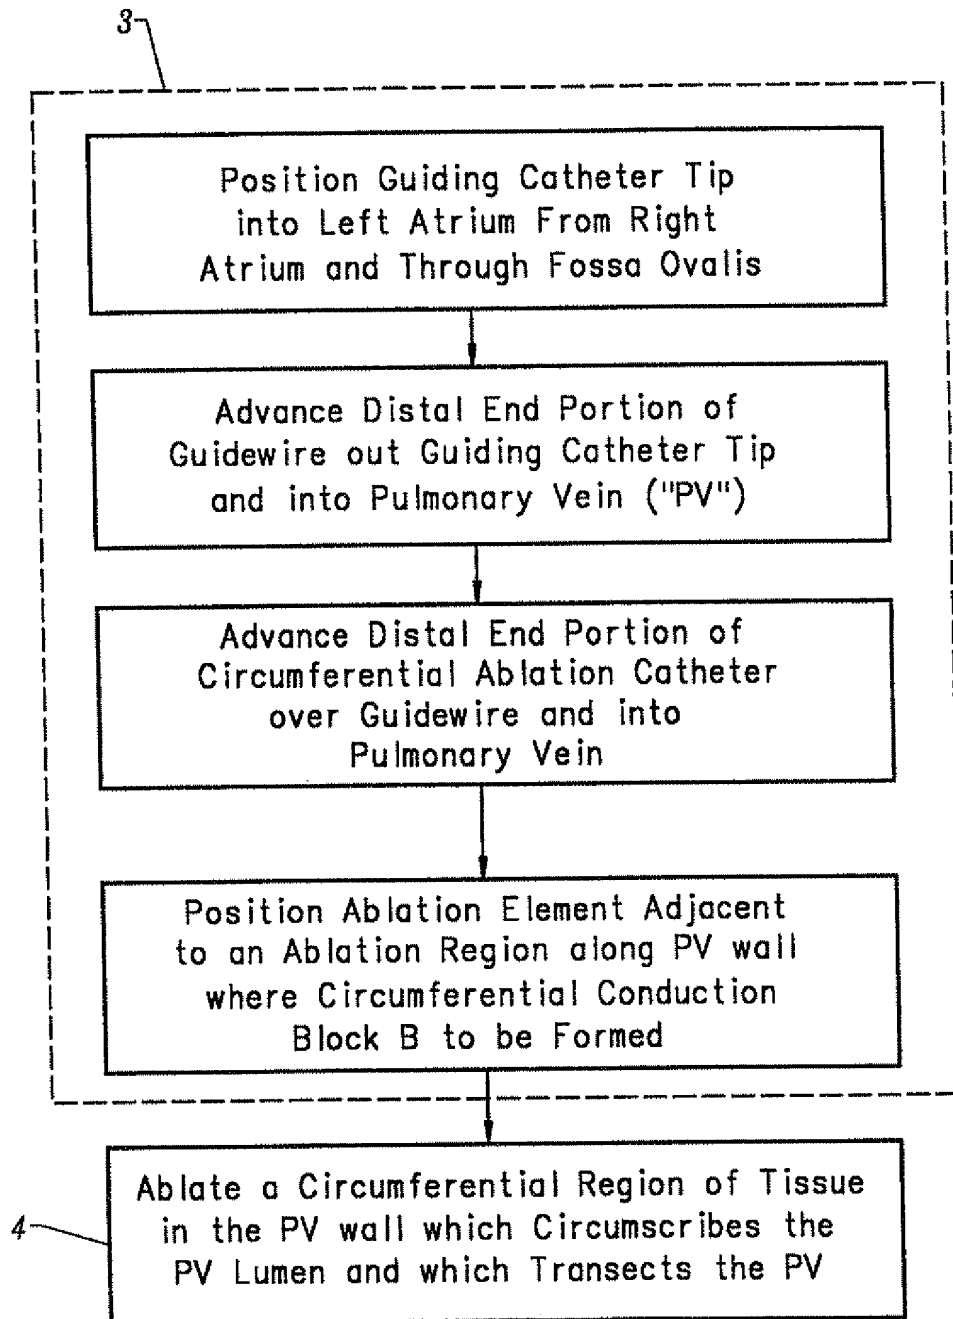 3
Position Guiding Catheter Tip
into Left Atrium From Right
Atrium and Through Fossa Ovalis
Advance Distal End Portion of
Guidewire out Guiding Catheter Tip
and into Pulmonary Vein ("PV")
Advance Distal End Portion of
Circumferential Ablation Catheter
over Guidewire and into
Pulmonary Vein
Position Ablation Element Adjacent
to an Ablation Region along PV wall
where Circumferential Conduction
Block B to be Formed
4
Ablate a Circumferential Region of Tissue
in the PV wall which Circumscribes the
PV Lumen and which Transects the PV